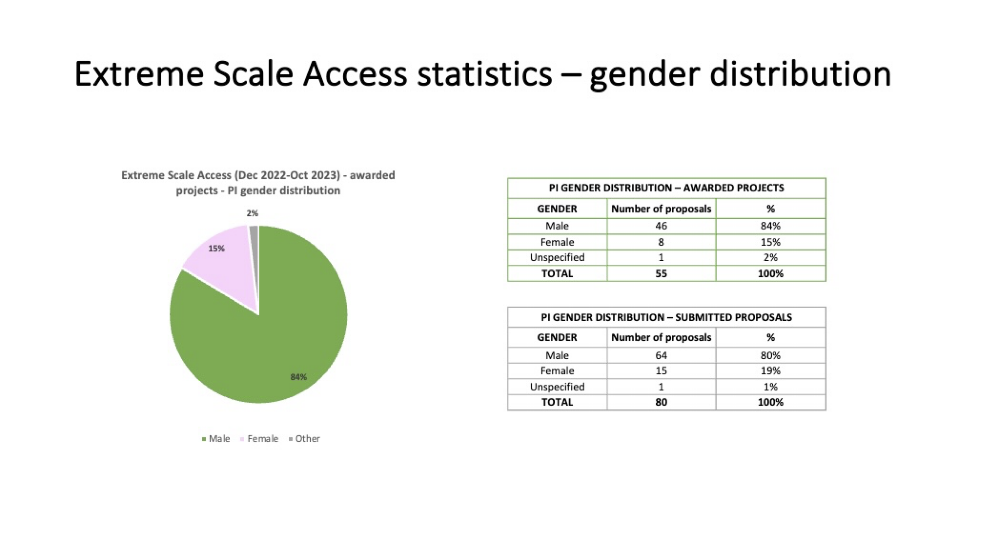 Extreme Scale Access statistics – gender distribution
Extreme Scale Access (Dec 2022-Oct 2023) - awarded
projects - PI gender distribution
2%
15%
84%
Male Female Other
PI GENDER DISTRIBUTION – AWARDED PROJECTS
GENDER Number of proposals %
Male 46 84%
Female 8 15%
Unspecified 1 2%
TOTAL 55 100%
PI GENDER DISTRIBUTION – SUBMITTED PROPOSALS
GENDER Number of proposals %
Male 64 80%
Female 15 19%
Unspecified 1 1%
TOTAL 80 100%